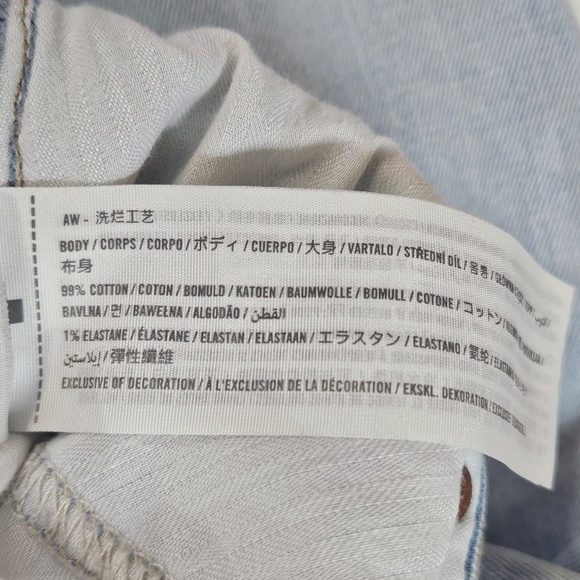 AW - 洗烂工艺
BODY / CORPS / CORPO / ボディ / CUERPO / 大身 / VARTALO / STŘEDNÍ DÍL / 몸통 /
布身
99% COTTON / COTON / BOMULD / KATOEN / BAUMWOLLE / BOMULL / COTONE / コットン /
BAVLNA / 면 / BAWEŁNA / ALGODÃO / القطن /
1% ELASTANE / ÉLASTANE / ELASTAN / ELASTAAN / エラスタン / ELASTANO / 氨纶 /
إيلاستين / 彈性纖維
EXCLUSIVE OF DECORATION / À L'EXCLUSION DE LA DÉCORATION / EKSKL. DEKORATION /